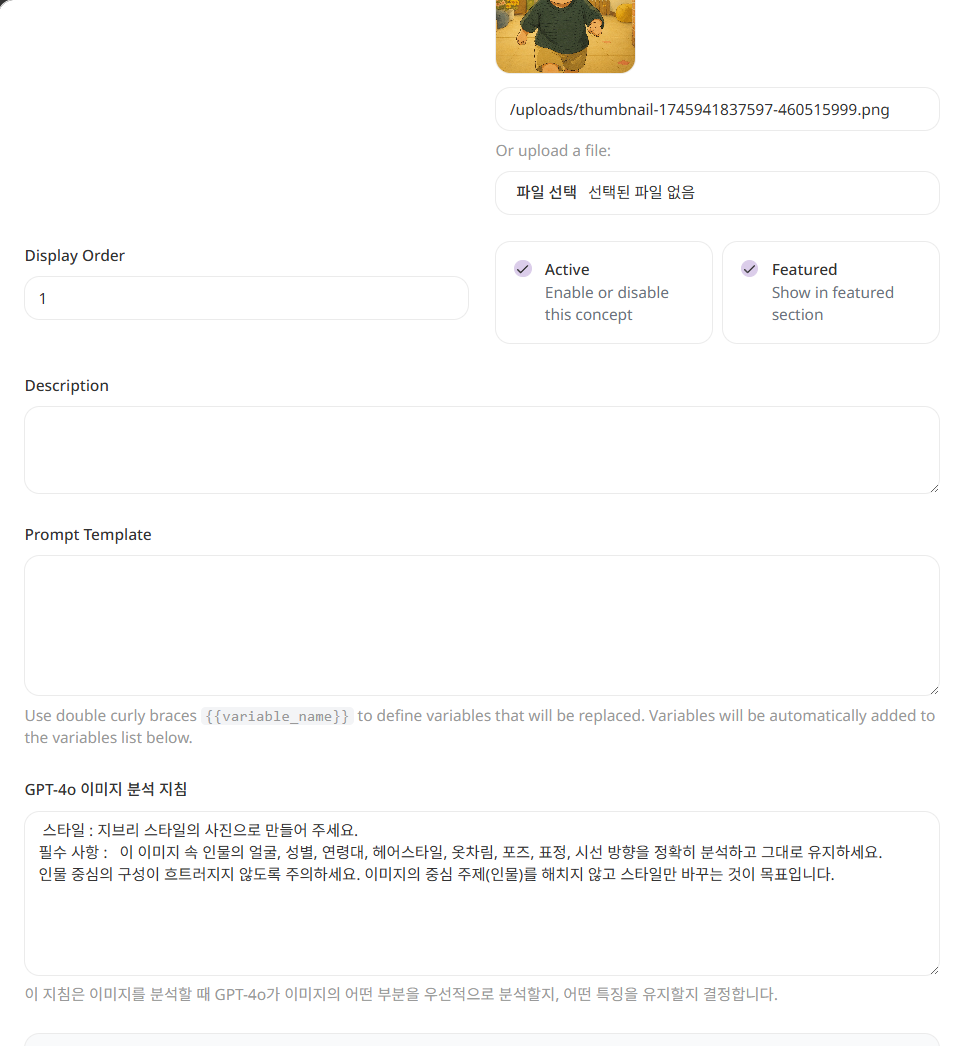 /uploads/thumbnail-1745941837597-460515999.png
Or upload a file:
파일 선택 선택된 파일 없음
Display Order
1
Active
Enable or disable
this concept
Featured
Show in featured
section
Description
Prompt Template
Use double curly braces {{variable_name}} to define variables that will be replaced. Variables will be automatically added to
the variables list below.
GPT-4o 이미지 분석 지침
스타일 : 지브리 스타일의 사진으로 만들어 주세요.
필수 사항 : 이 이미지 속 인물의 얼굴, 성별, 연령대, 헤어스타일, 옷차림, 포즈, 표정, 시선 방향을 정확히 분석하고 그대로 유지하세요.
인물 중심의 구성이 흐트러지지 않도록 주의하세요. 이미지의 중심 주제(인물)를 해치지 않고 스타일만 바꾸는 것이 목표입니다.
이 지침은 이미지를 분석할 때 GPT-4o가 이미지의 어떤 부분을 우선적으로 분석할지, 어떤 특징을 유지할지 결정합니다.